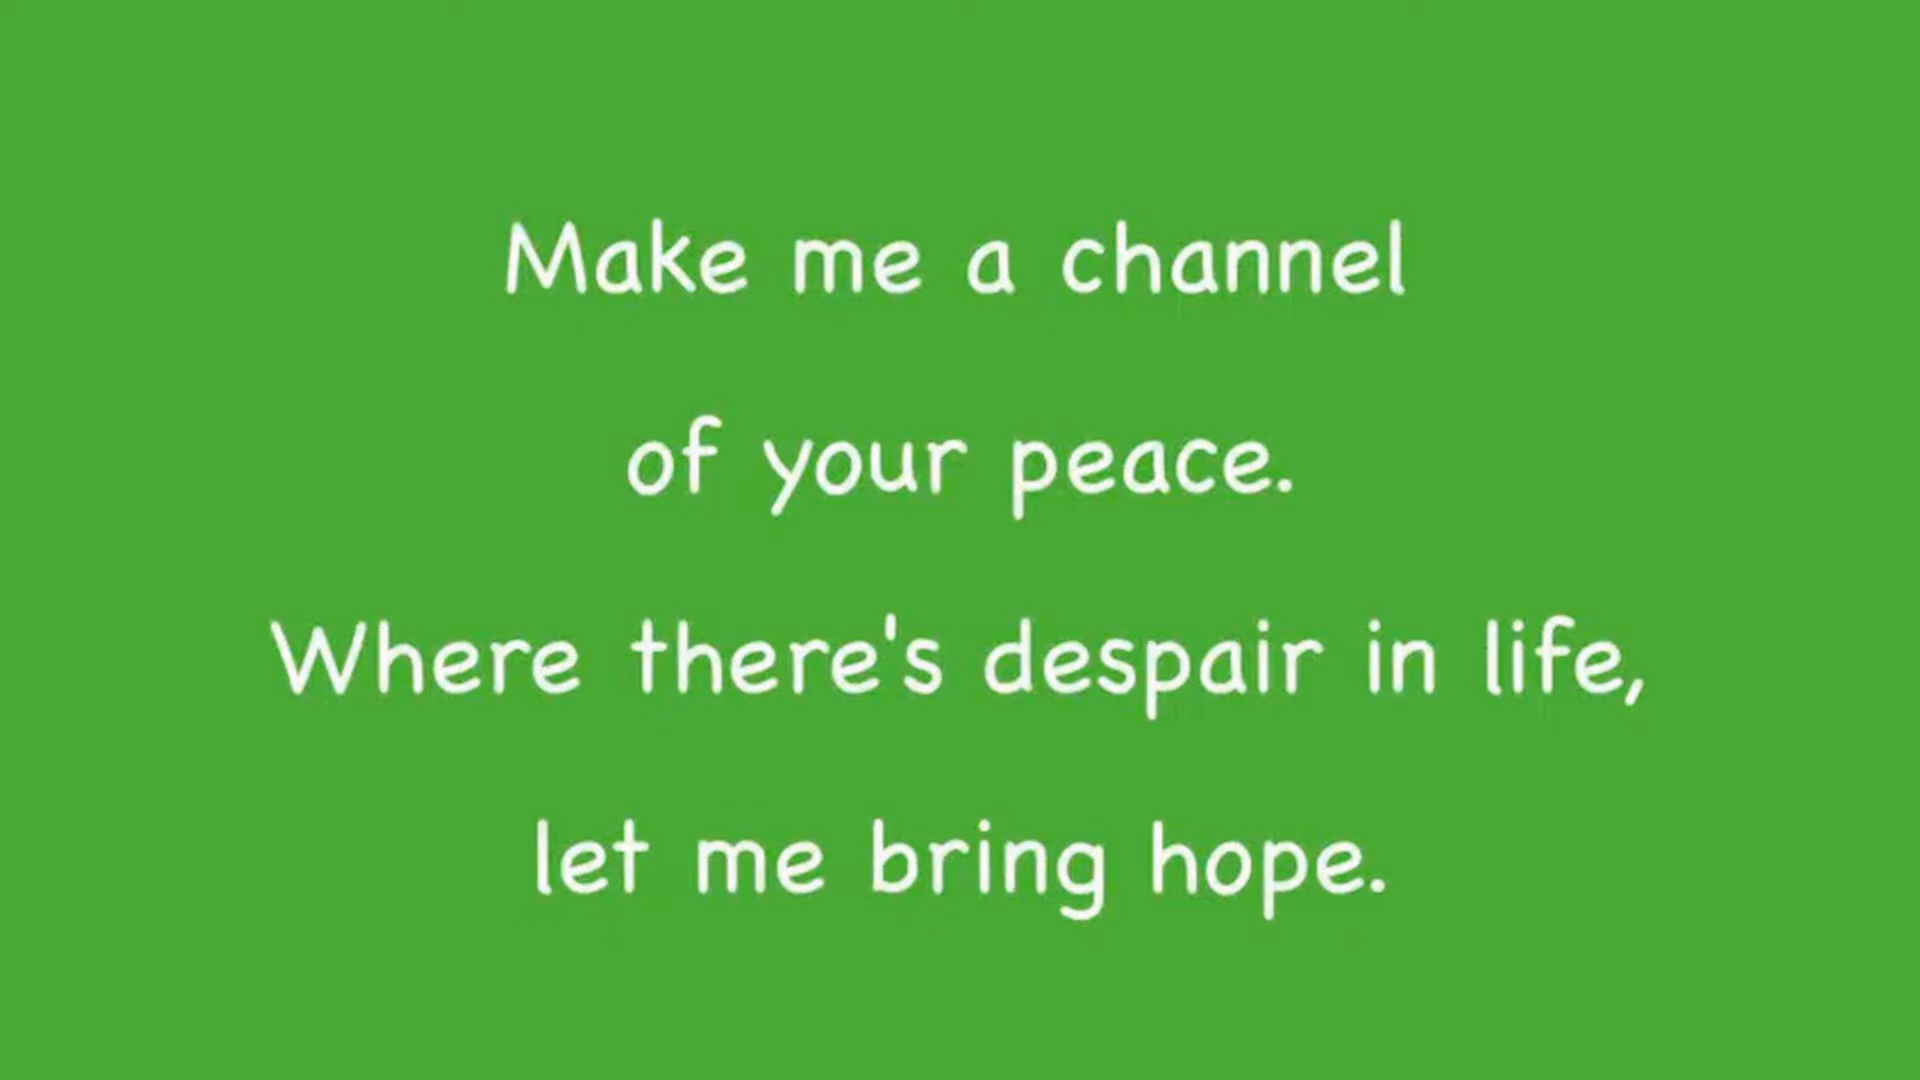 Make me a channel
of your peace.
Where there's despair in life,
let me bring hope.